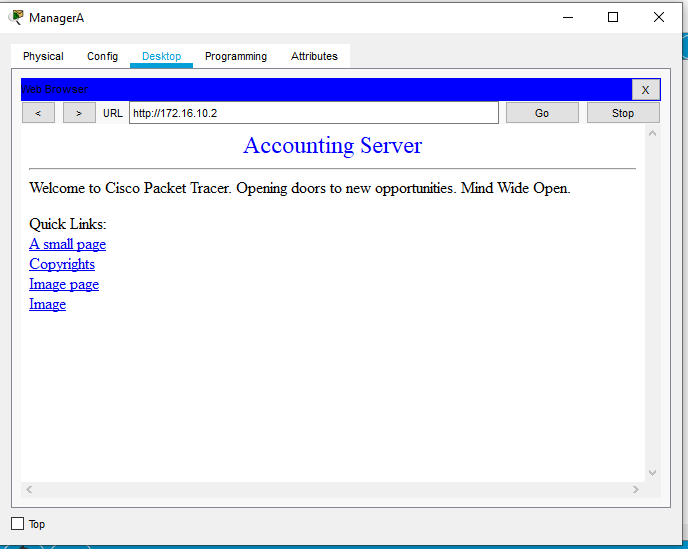 ManagerA
Physical Config Desktop Programming Attributes
Web Browser X
< > URL http://172.16.10.2 Go Stop
Accounting Server
Welcome to Cisco Packet Tracer. Opening doors to new opportunities. Mind Wide Open.
Quick Links:
A small page
Copyrights
Image page
Image
Top